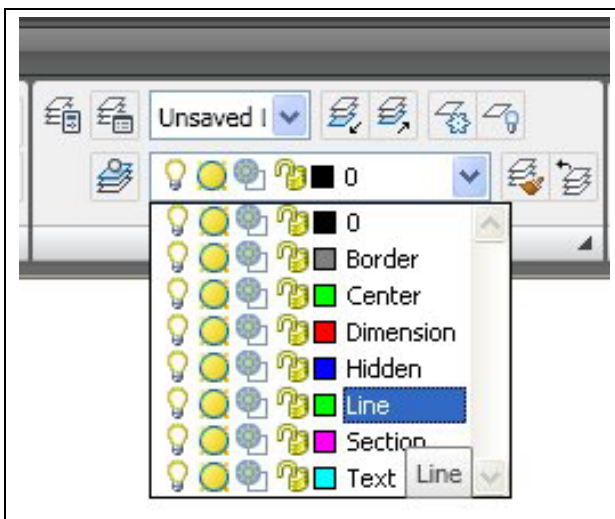 Unsaved l
0
0
Border
Center
Dimension
Hidden
Line
Section
Text
Line